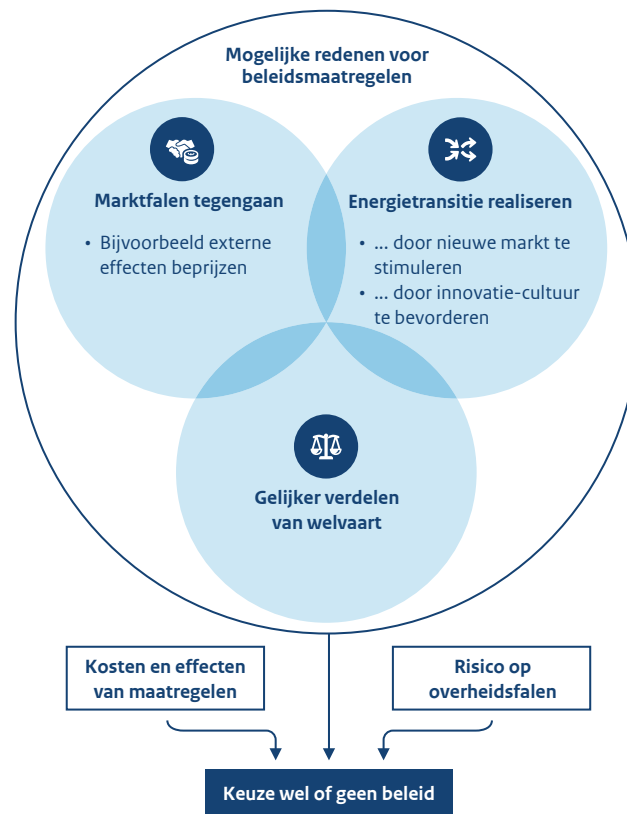 Mogelijke redenen voor
beleidsmaatregelen
Marktfalen tegengaan
• Bijvoorbeeld externe
effecten beprijzen
Energietransitie realiseren
• ... door nieuwe markt te
stimuleren
• ... door innovatie-cultuur
te bevorderen
Gelijker verdelen
van welvaart
Kosten en effecten
van maatregelen
Risico op
overheidsfalen
Keuze wel of geen beleid